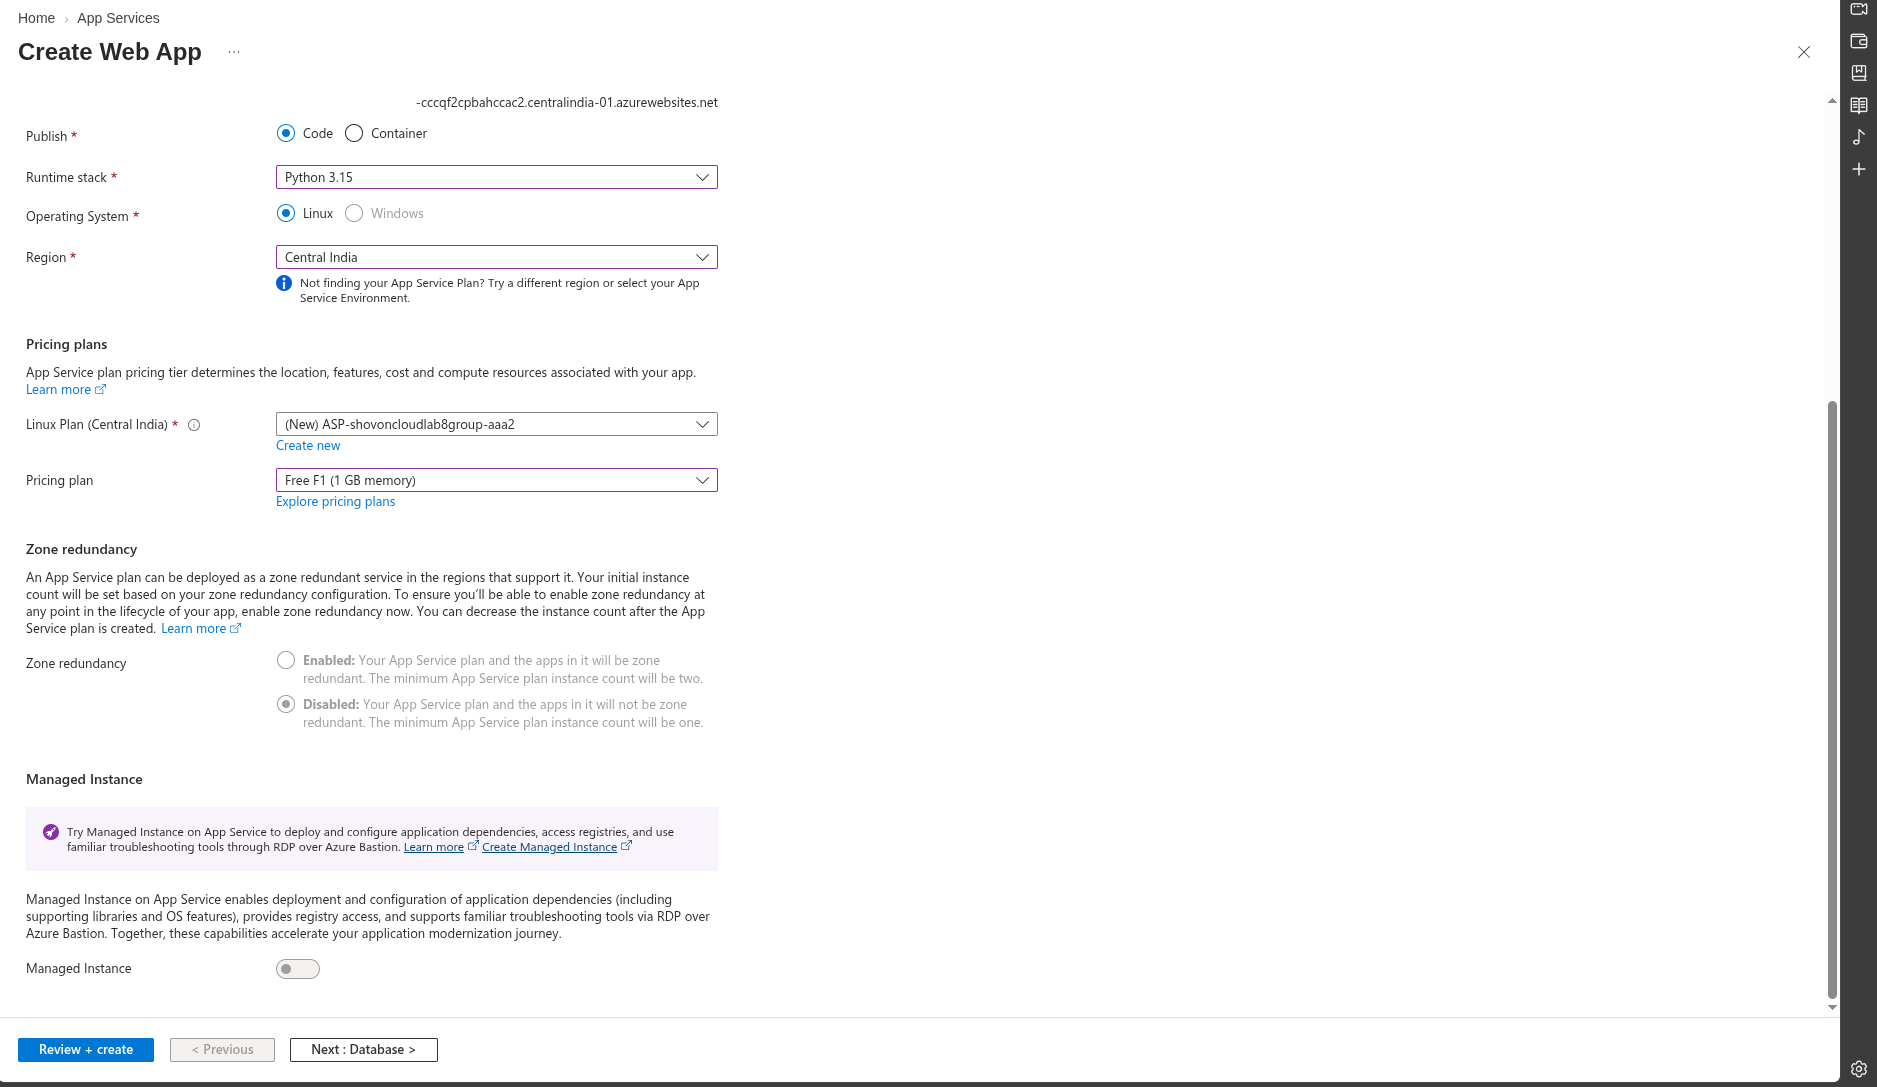 Home › App Services
Create Web App ...
-cccqf2cpbahccac2.centralindia-01.azurewebsites.net
Publish *
Code Container
Runtime stack *
Python 3.15
Operating System *
Linux Windows
Region *
Central India
Not finding your App Service Plan? Try a different region or select your App
Service Environment.
Pricing plans
App Service plan pricing tier determines the location, features, cost and compute resources associated with your app.
Learn more
Linux Plan (Central India) *
(New) ASP-shovoncloudlab8group-aaa2
Create new
Pricing plan
Free F1 (1 GB memory)
Explore pricing plans
Zone redundancy
An App Service plan can be deployed as a zone redundant service in the regions that support it. Your initial instance
count will be set based on your zone redundancy configuration. To ensure you'll be able to enable zone redundancy at
any point in the lifecycle of your app, enable zone redundancy now. You can decrease the instance count after the App
Service plan is created. Learn more
Zone redundancy
Enabled: Your App Service plan and the apps in it will be zone
redundant. The minimum App Service plan instance count will be two.
Disabled: Your App Service plan and the apps in it will not be zone
redundant. The minimum App Service plan instance count will be one.
Managed Instance
Try Managed Instance on App Service to deploy and configure application dependencies, access registries, and use
familiar troubleshooting tools through RDP over Azure Bastion. Learn more Create Managed Instance
Managed Instance on App Service enables deployment and configuration of application dependencies (including
supporting libraries and OS features), provides registry access, and supports familiar troubleshooting tools via RDP over
Azure Bastion. Together, these capabilities accelerate your application modernization journey.
Managed Instance
Review + create
< Previous
Next : Database >